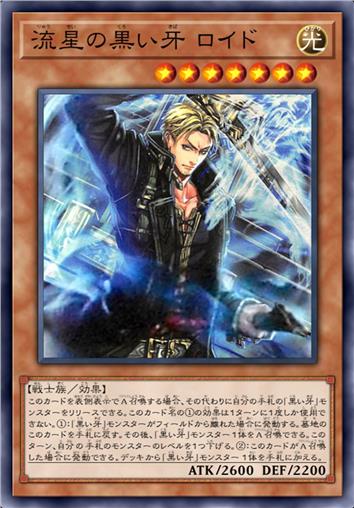 流星の黒い牙 ロイド
光
【戦士族/効果】
このカードを表側表示でA召喚する場合、その代わりに自分の手札の「黒い牙」
モンスターをリリースできる。このカード名の①の効果は1ターンに1度しか使用で
きない。①:「黒い牙」モンスターがフィールドから離れた場合に発動する。墓地の
このカードを手札に戻す。その後、「黒い牙」モンスター1体をA召喚できる。このタ
ーン、自分の手札のモンスターのレベルを1つ下げる。②:このカードがA召喚
した場合に発動できる。デッキから「黒い牙」モンスター1体を手札に加える。
ATK/2600 DEF/2200